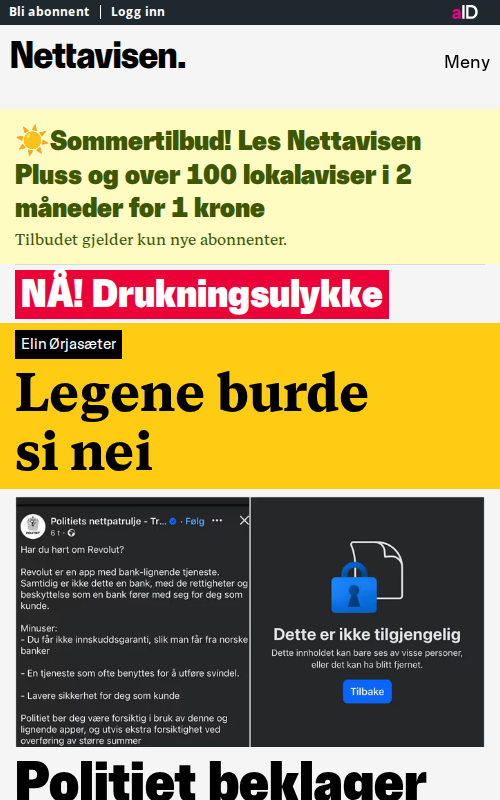 Bli abonnent | Logg inn
aID
Nettavisen.
Meny
☀️Sommertilbud! Les Nettavisen
Pluss og over 100 lokalaviser i 2
måneder for 1 krone
Tilbudet gjelder kun nye abonnenter.
NÅ! Drukningsulykke
Elin Ørjasæter
Legene burde
si nei
Politiets nettpatrulje - Tr... · Følg ··· ✕
6 t ·
Har du hørt om Revolut?
Revolut er en app med bank-lignende tjeneste.
Samtidig er ikke dette en bank, med de rettigheter og
beskyttelse som en bank fører med seg for deg som
kunde.
Minuser:
- Du får ikke innskuddsgaranti, slik man får fra norske
banker
- En tjeneste som ofte benyttes for å utføre svindel.
- Lavere sikkerhet for deg som kunde
Politiet ber deg være forsiktig i bruk av denne og
lignende apper, og utvis ekstra forsiktighet ved
overføring av større summer
Dette er ikke tilgjengelig
Dette innholdet kan bare ses av visse personer,
eller det kan ha blitt fjernet.
Tilbake
Politiet beklager